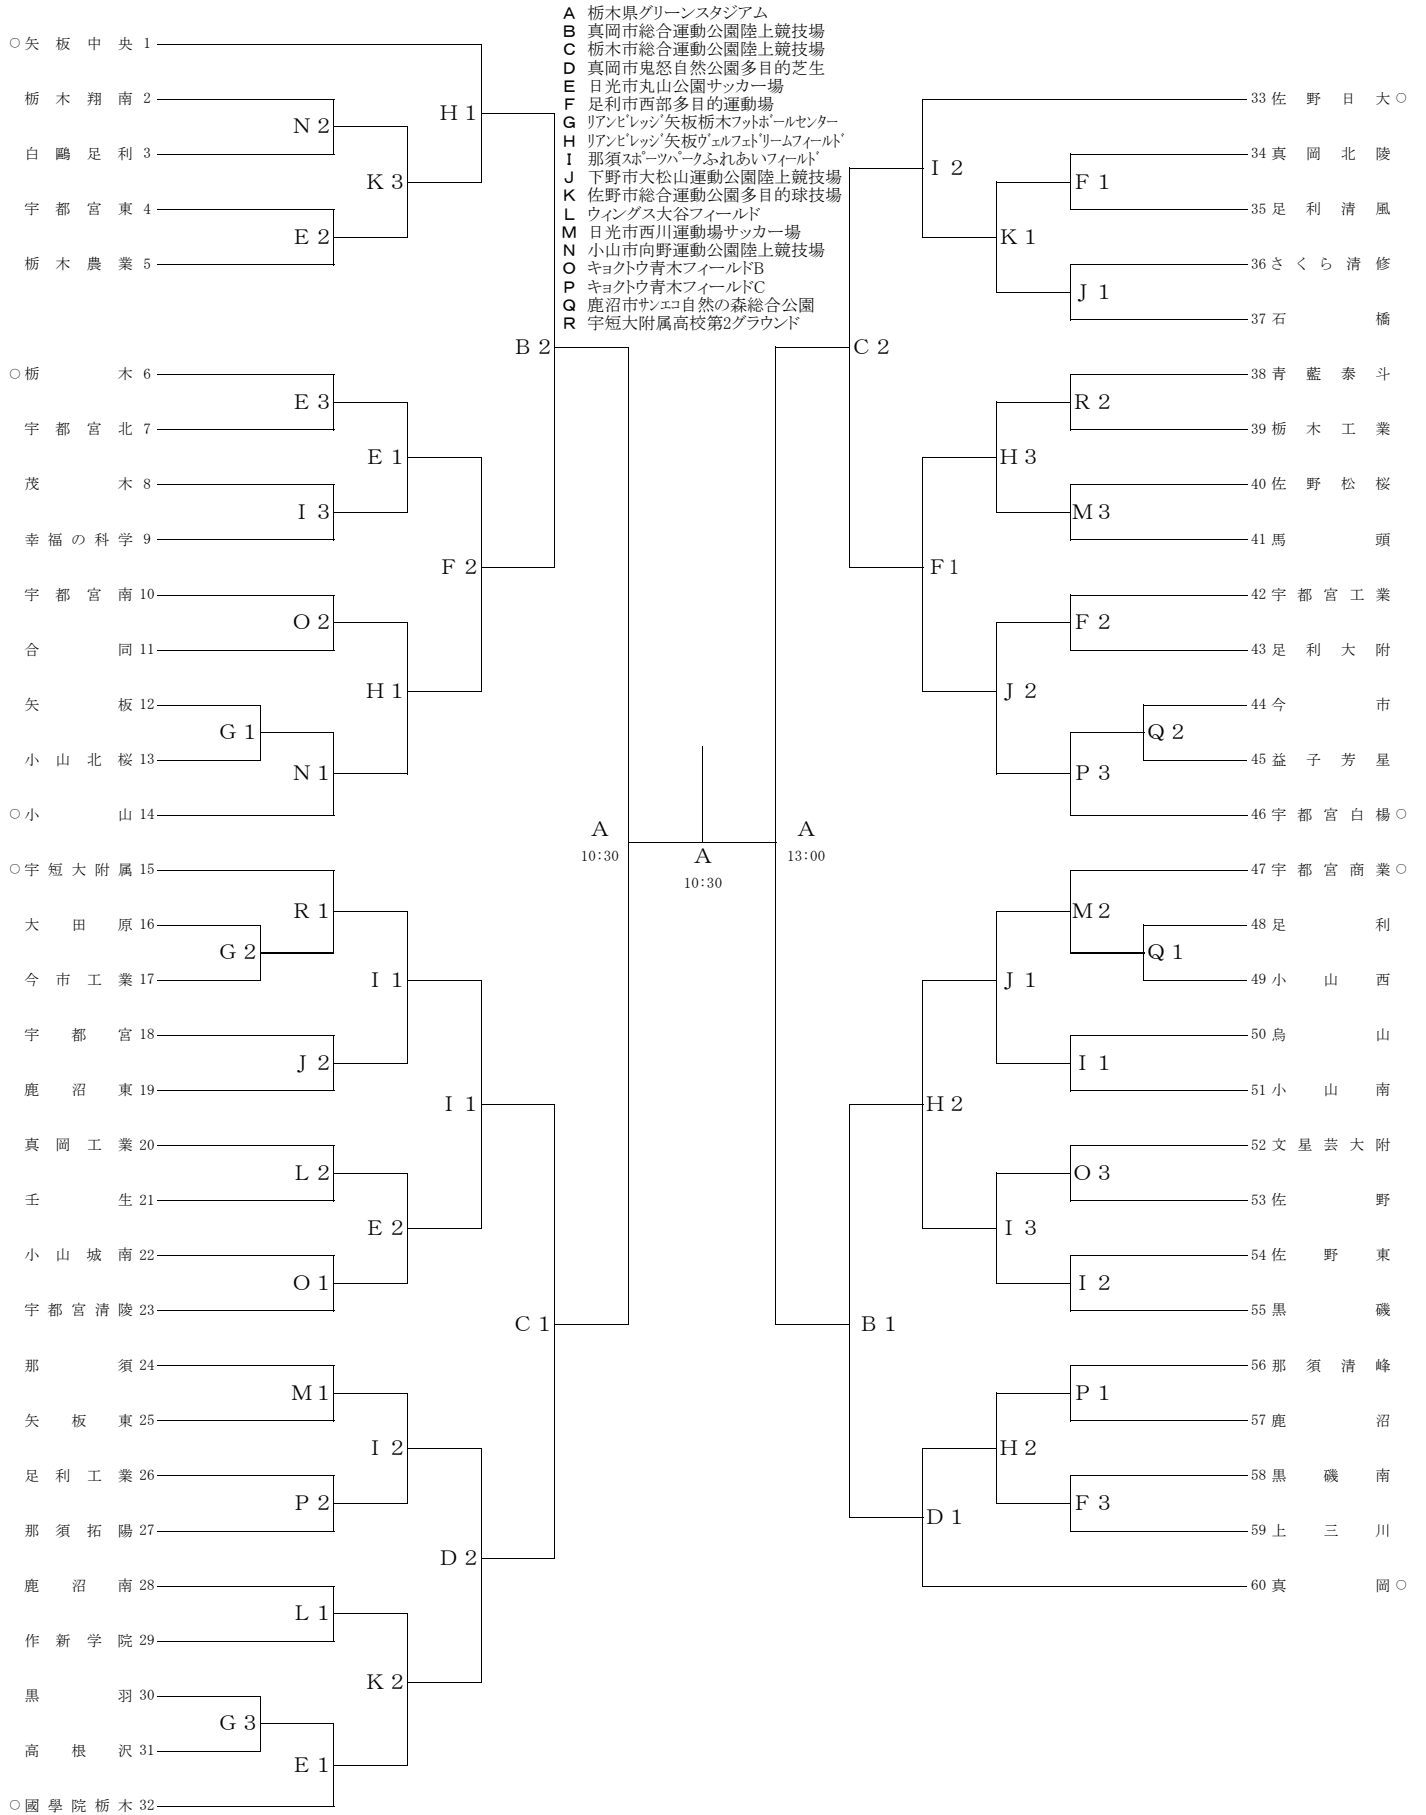 A 栃木県グリーンスタジアム
B 真岡市総合運動公園陸上競技場
C 栃木市総合運動公園陸上競技場
D 真岡市鬼怒自然公園多目的芝生
E 日光市丸山公園サッカー場
F 足利市西部多目的運動場
G リアンビレッジ矢板栃木フットボールセンター
H リアンビレッジ矢板ヴェルフェドリームフィールド
I 那須スポーツパークふれあいフィールド
J 下野市大松山運動公園陸上競技場
K 佐野市総合運動公園多目的球技場
L ウィングス大谷フィールド
M 日光市西川運動場サッカー場
N 小山市向野運動公園陸上競技場
O キョクトウ青木フィールドB
P キョクトウ青木フィールドC
Q 鹿沼市サンエコ自然の森総合公園
R 宇短大附属高校第2グラウンド
○矢板中央 1
栃木翔南 2
白鷗足利 3
宇都宮東 4
栃木農業 5
○栃木 6
宇都宮北 7
茂木 8
幸福の科学 9
宇都宮南 10
合同 11
矢板 12
小山北桜 13
○小山 14
○宇短大附属 15
大田原 16
今市工業 17
宇都宮 18
鹿沼東 19
真岡工業 20
壬生 21
小山城南 22
宇都宮清陵 23
那須 24
矢板東 25
足利工業 26
那須拓陽 27
鹿沼南 28
作新学院 29
黒羽 30
高根沢 31
○國學院栃木 32
G1
G2
G3
N2
E2
E3
I3
O2
N1
R1
J2
L2
O1
M1
P2
L1
E1
K3
E1
H1
I1
E2
I2
K2
H1
F2
I1
D2
B2
C1
A
10:30
A
10:30
A
13:00
C2
B1
I2
F1
H2
D1
K1
H3
J2
J1
I3
H2
F1
J1
R2
M3
F2
P3
M2
I1
O3
I2
P1
F3
Q2
Q1
33 佐野日大○
34 真岡北陵
35 足利清風
36 さくら清修
37 石橋
38 青藍泰斗
39 栃木工業
40 佐野松桜
41 馬頭
42 宇都宮工業
43 足利大附
44 今市
45 益子芳星
46 宇都宮白楊○
47 宇都宮商業○
48 足利
49 小山西
50 烏山
51 小山南
52 文星芸大附
53 佐野
54 佐野東
55 黒磯
56 那須清峰
57 鹿沼
58 黒磯南
59 上三川
60 真岡○